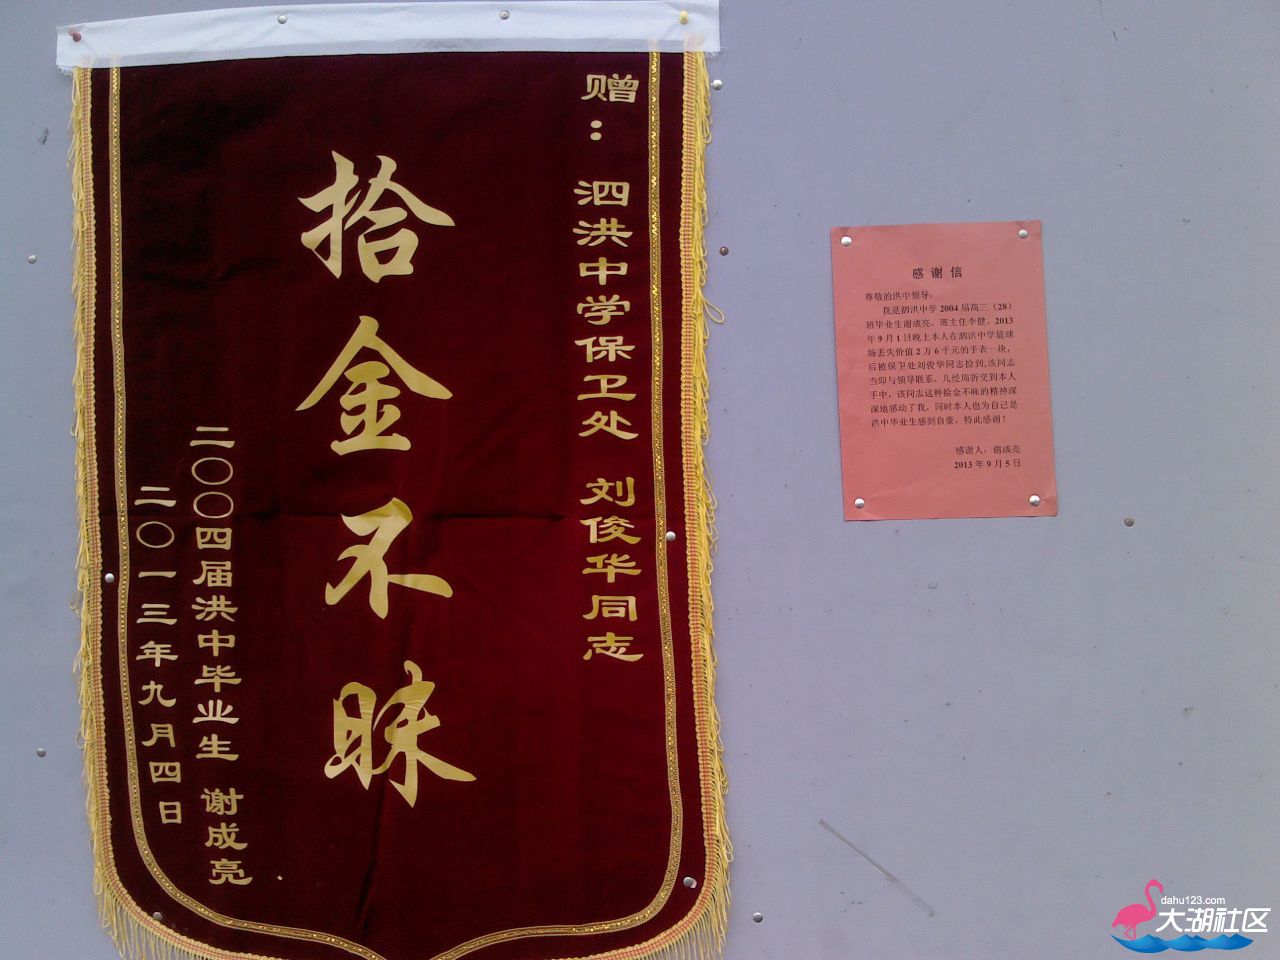 赠：泗洪中学保卫处 刘俊华同志
拾金不昧
二〇〇四届洪中毕业生 谢成亮
二〇一三年九月四日
感谢信
尊敬的洪中领导：
我是泗洪中学2004届高三（28）
班毕业生谢成亮，班主任李健。2013
年9月1日晚上本人在泗洪中学篮球
场丢失价值2万6千元的手表一块，
后被保卫处刘俊华同志捡到，该同志
当即与领导联系，几经周折交到本人
手中，该同志这种拾金不昧的精神深
深地感动了我，同时本人也为自己是
洪中毕业生感到自豪，特此感谢！
感谢人：谢成亮
2013年9月5日
dahu123.com
大湖社区